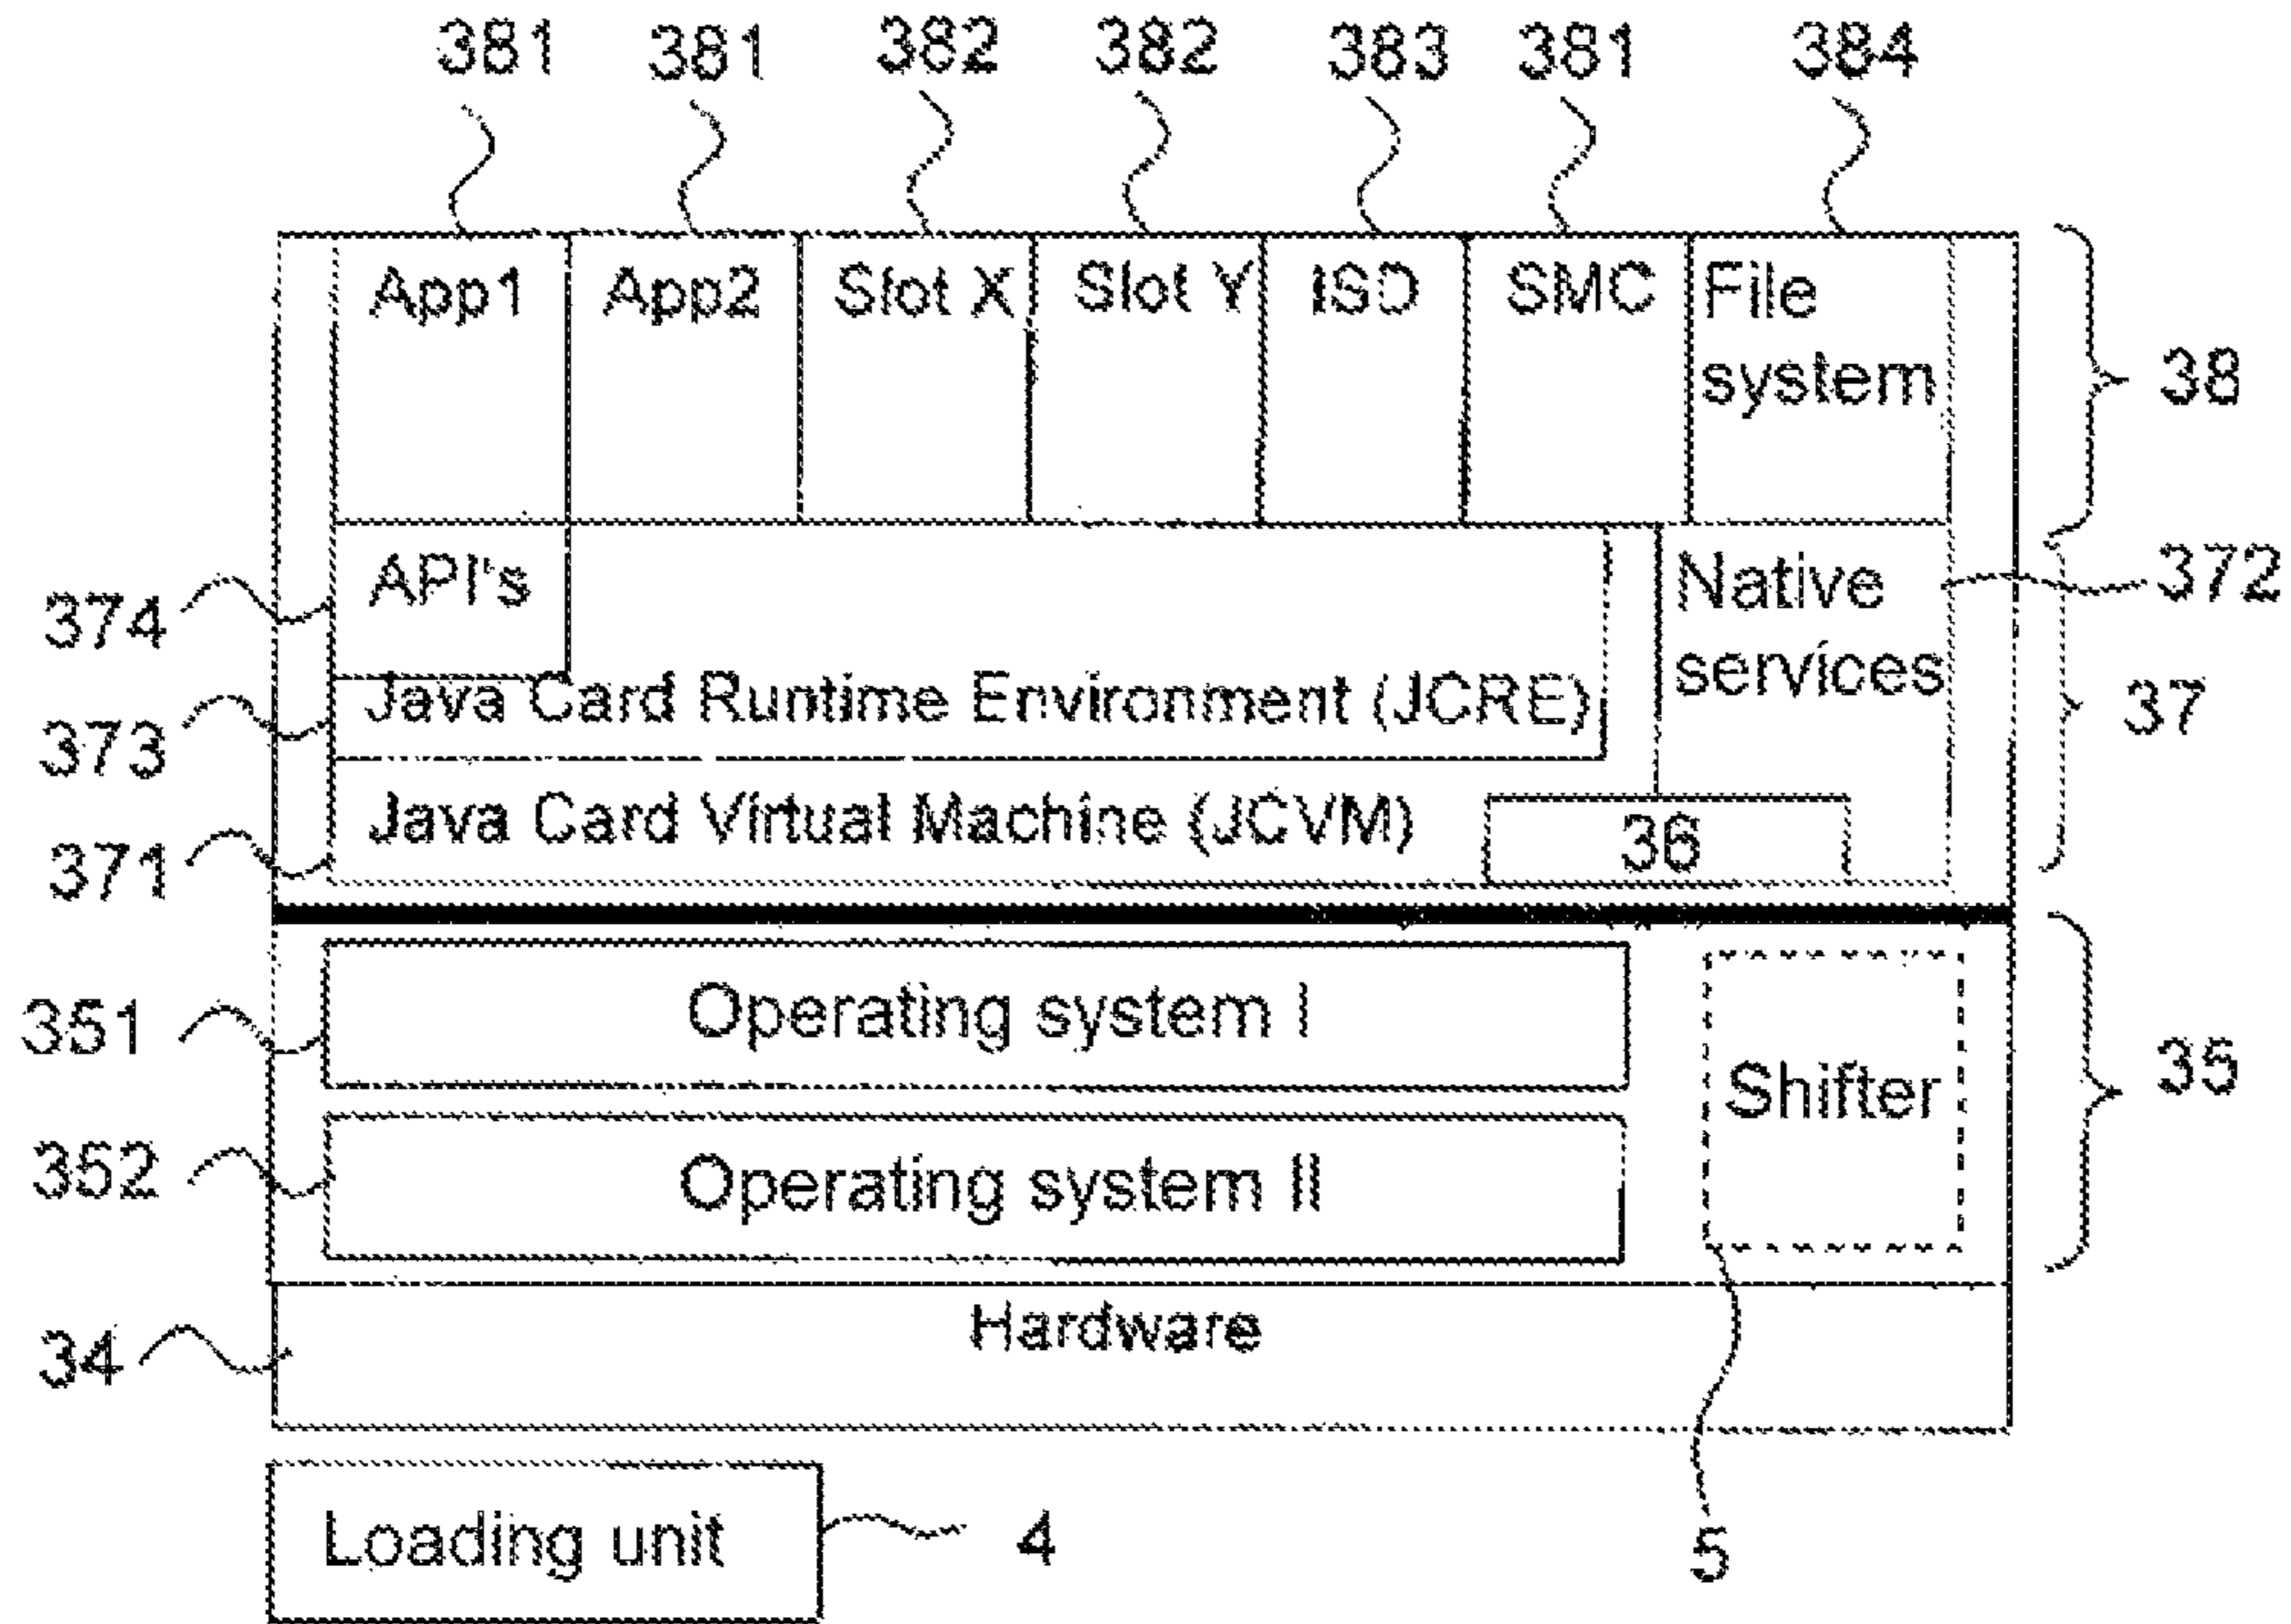 381 381 382 382 383 381 384
App1 App2 Slot X Slot Y ISD SMC File
system
38
API's Native 372
374 services
Java Card Runtime Environment (JCRE)
373 37
Java Card Virtual Machine (JCVM) 36
371
351 Operating system I
Shifter 35
352 Operating system II
34 Hardware
Loading unit 4 5